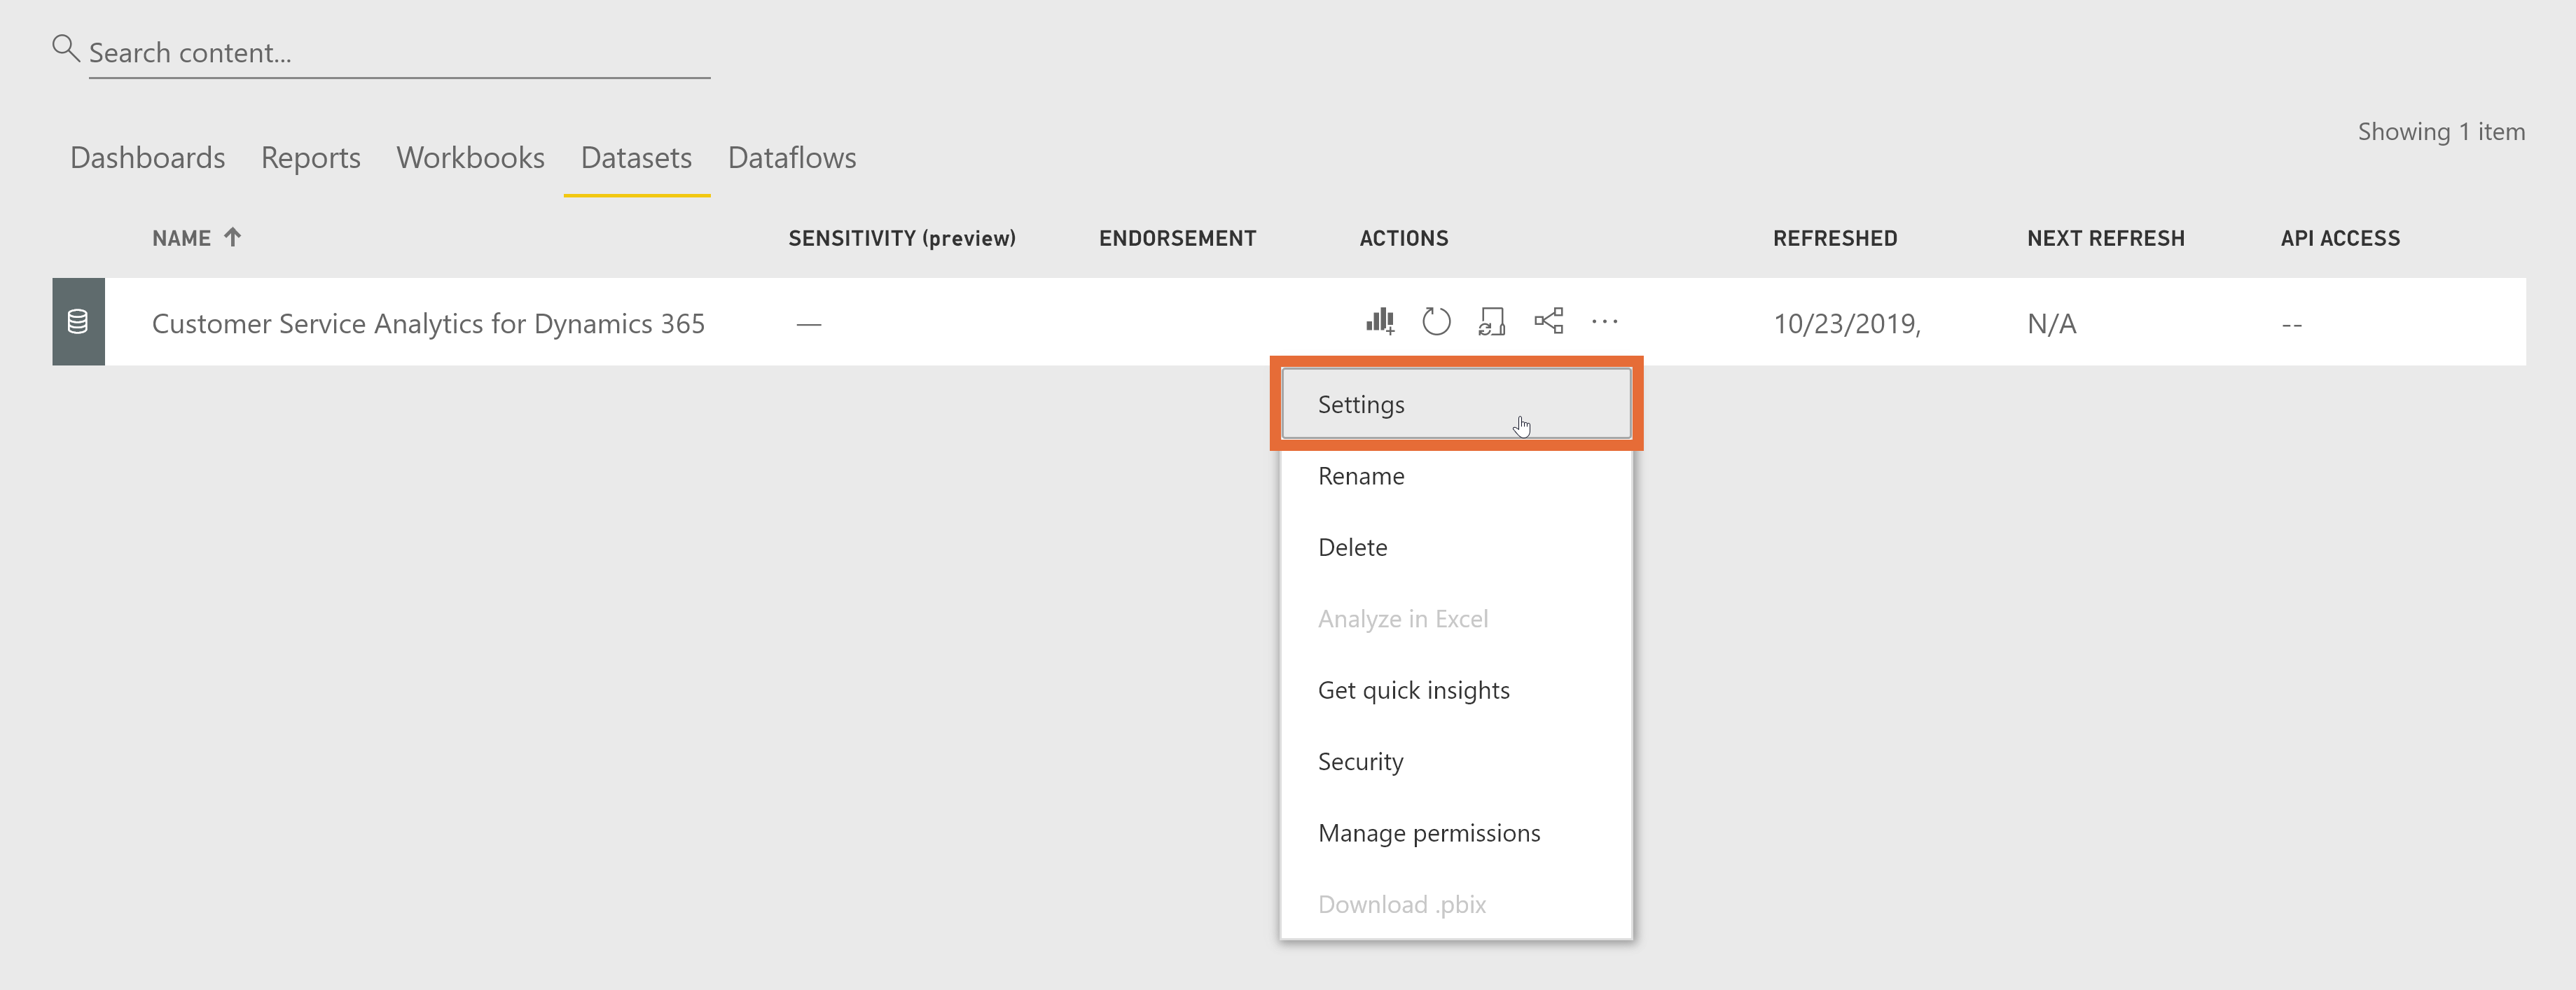 Search content...
Showing 1 item
Dashboards Reports Workbooks Datasets Dataflows
NAME SENSITIVITY (preview) ENDORSEMENT ACTIONS REFRESHED NEXT REFRESH API ACCESS
Customer Service Analytics for Dynamics 365 — ... 10/23/2019, N/A --
Settings
Rename
Delete
Analyze in Excel
Get quick insights
Security
Manage permissions
Download .pbix